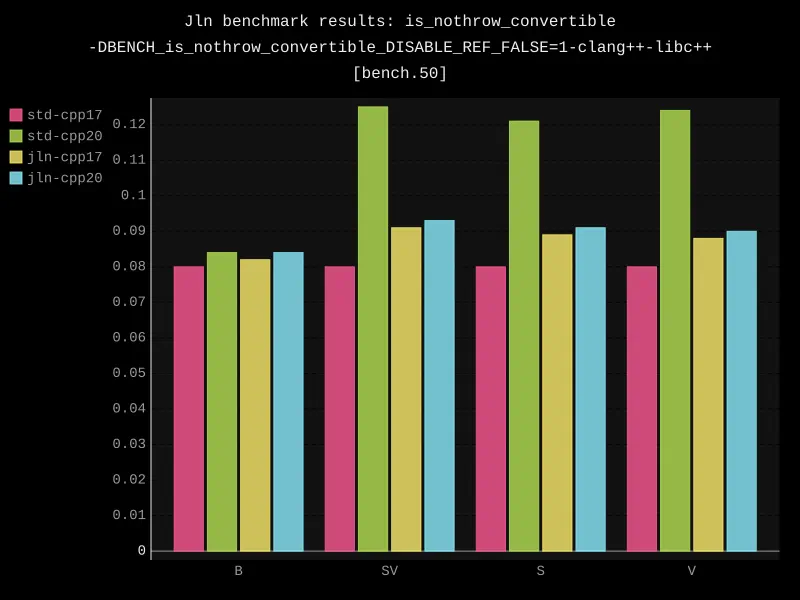 Jln benchmark results: is_nothrow_convertible
-DBENCH_is_nothrow_convertible_DISABLE_REF_FALSE=1-clang++-libc++
[bench.50]
std-cpp17
std-cpp20
jln-cpp17
jln-cpp20
0.12
0.11
0.1
0.09
0.08
0.07
0.06
0.05
0.04
0.03
0.02
0.01
0
B SV S V